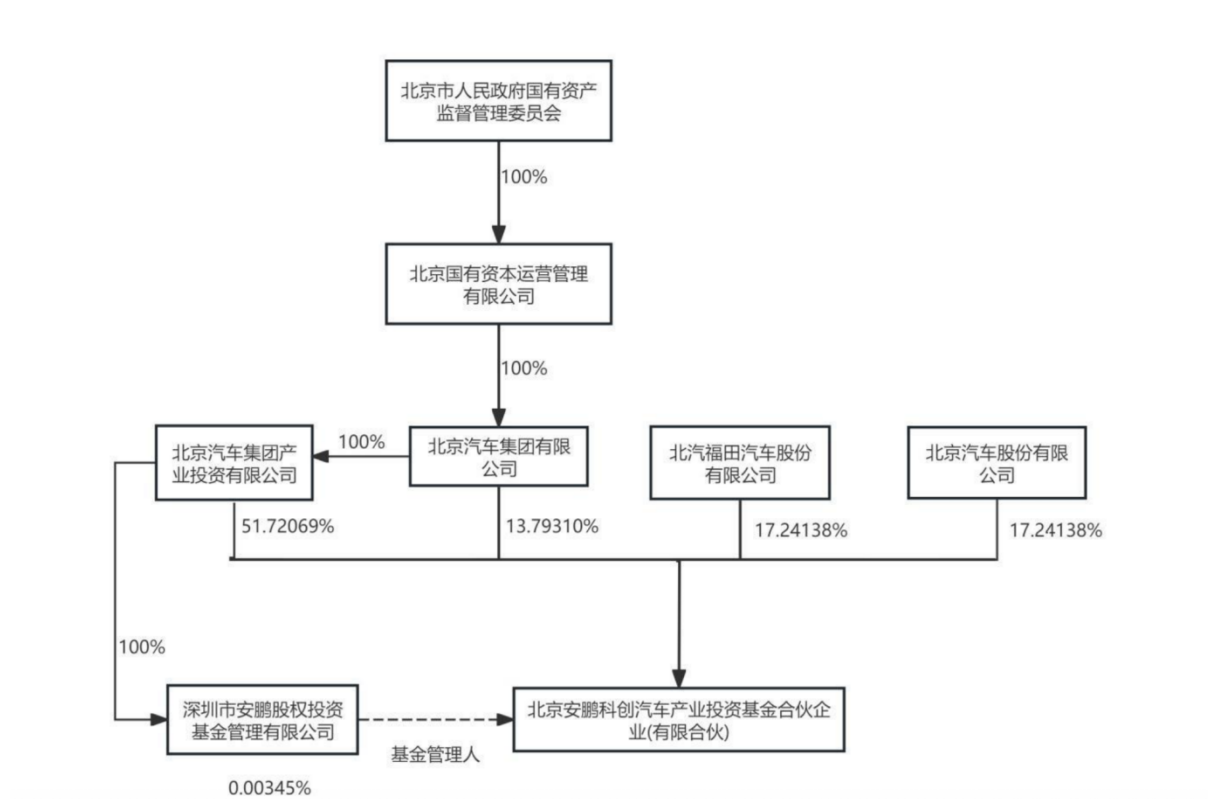 北京市人民政府国有资产
监督管理委员会
100%
北京国有资本运营管理
有限公司
100%
北京汽车集团产
业投资有限公司
100%
北京汽车集团有限
公司
北汽福田汽车股份
有限公司
北京汽车股份有限
公司
51.72069%
13.79310%
17.24138%
17.24138%
100%
深圳市安鹏股权投资
基金管理有限公司
基金管理人
北京安鹏科创汽车产业投资基金合伙企
业(有限合伙)
0.00345%